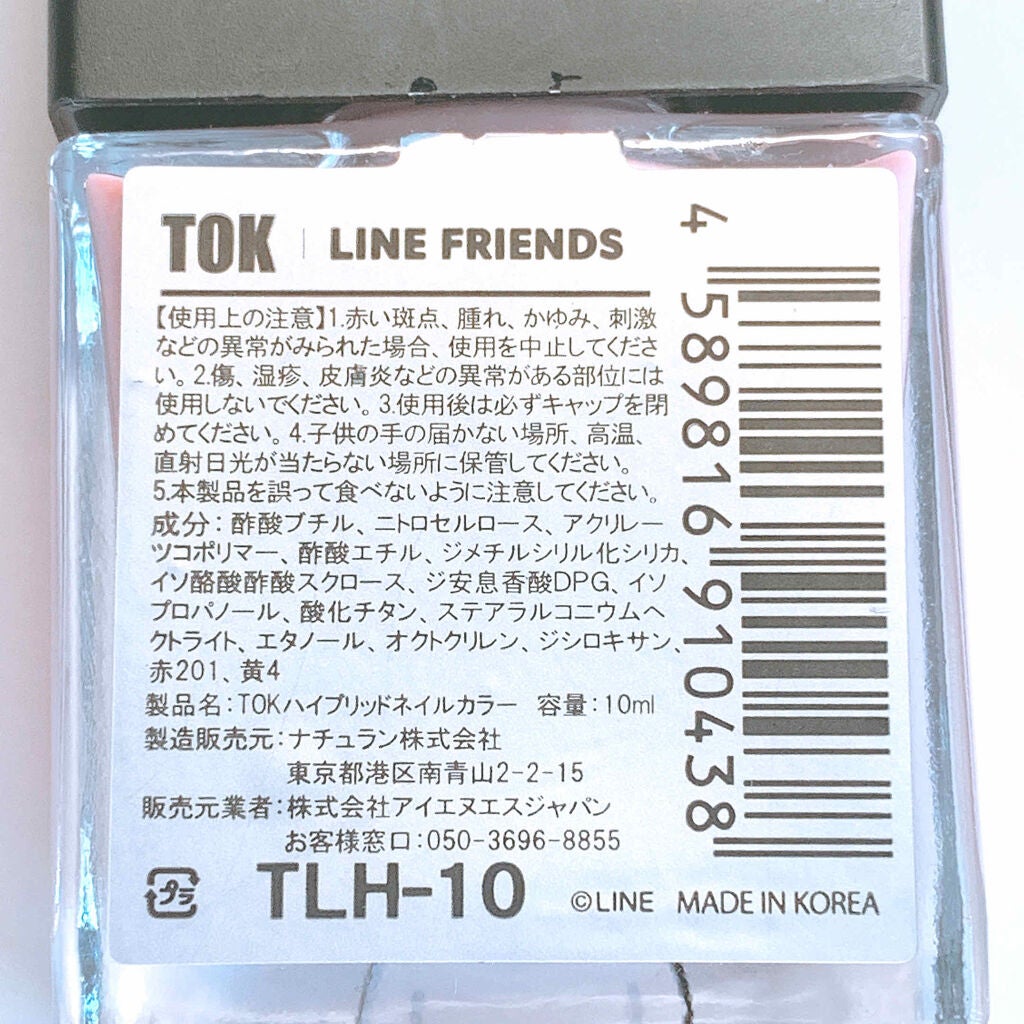 TOK | LINE FRIENDS
【使用上の注意】1.赤い斑点、腫れ、かゆみ、刺激
などの異常がみられた場合、使用を中止してくださ
い。2.傷、湿疹、皮膚炎などの異常がある部位には
使用しないでください。3.使用後は必ずキャップを閉
めてください。4.子供の手の届かない場所、高温、
直射日光が当たらない場所に保管してください。
5.本製品を誤って食べないように注意してください。
成分：酢酸ブチル、ニトロセルロース、アクリレー
ツコポリマー、酢酸エチル、ジメチルシリル化シリカ、
イソ酪酸酢酸スクロース、ジ安息香酸DPG、イソ
プロパノール、酸化チタン、ステアラルコニウムヘ
クトライト、エタノール、オクトクリレン、ジシロキサン、
赤201、黄4
製品名：TOKハイブリッドネイルカラー 容量：10ml
製造販売元：ナチュラン株式会社
東京都港区南青山2-2-15
販売元業者：株式会社アイエヌエスジャパン
お客様窓口：050-3696-8855
プラ TLH-10 ©LINE MADE IN KOREA
4 589816 910438